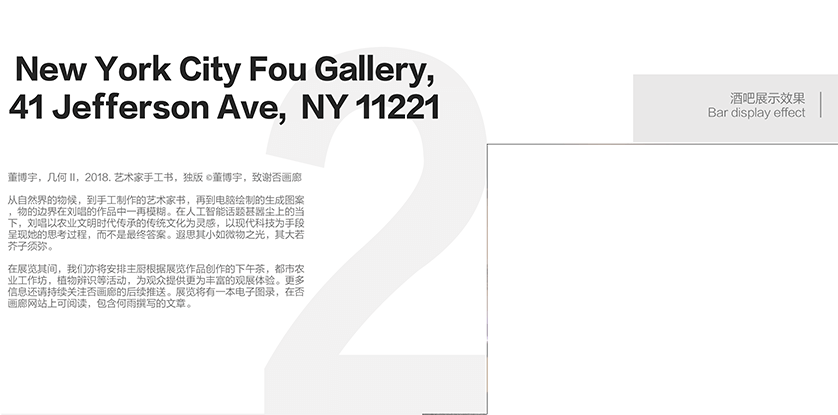 New York City Fou Gallery,
41 Jefferson Ave, NY 11221
2
酒吧展示效果
Bar display effect
董博宇，几何 II，2018. 艺术家手工书，独版 ©董博宇，致谢否画廊
从自然界的物候，到手工制作的艺术家书，再到电脑绘制的生成图案
，物的边界在刘唱的作品中一再模糊。在人工智能话题甚嚣尘上的当
下，刘唱以农业文明时代传承的传统文化为灵感，以现代科技为手段
呈现她的思考过程，而不是最终答案。遐思其小如微物之光，其大若
芥子须弥。
在展览其间，我们亦将安排主厨根据展览作品创作的下午茶，都市农
业工作坊，植物辨识等活动，为观众提供更为丰富的观展体验。更多
信息还请持续关注否画廊的后续推送。展览将有一本电子图录，在否
画廊网站上可阅读，包含何雨撰写的文章。